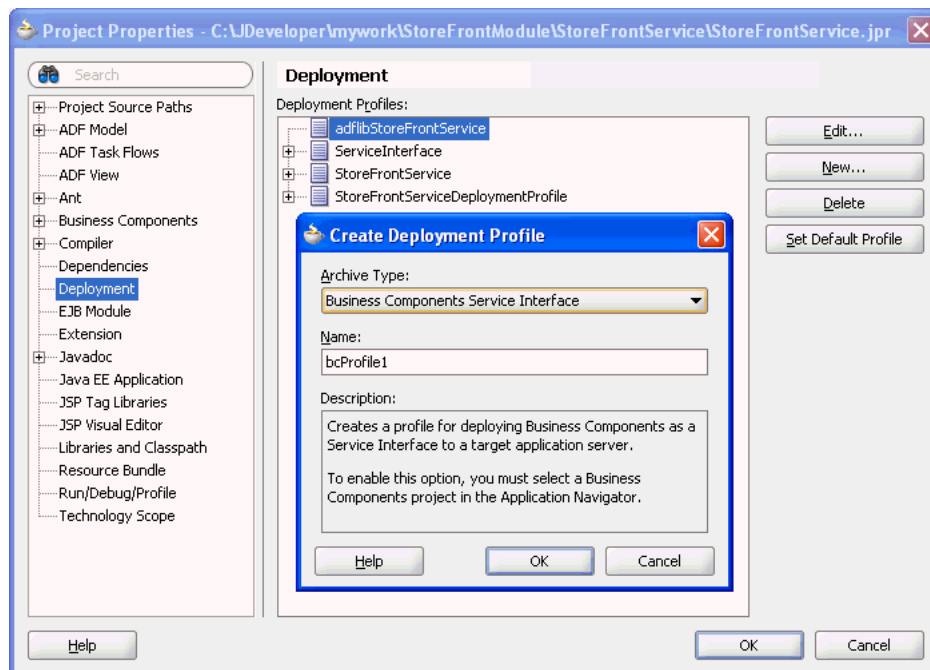 Project Properties - C:\JDeveloper\mywork\StoreFrontModule\StoreFrontService\StoreFrontService.jpr
Search
Project Source Paths
ADF Model
ADF Task Flows
ADF View
Ant
Business Components
Compiler
Dependencies
Deployment
EJB Module
Extension
Javadoc
Java EE Application
JSP Tag Libraries
JSP Visual Editor
Libraries and Classpath
Resource Bundle
Run/Debug/Profile
Technology Scope
Deployment
Deployment Profiles:
adflibStoreFrontService
ServiceInterface
StoreFrontService
StoreFrontServiceDeploymentProfile
Edit...
New...
Delete
Set Default Profile
Create Deployment Profile
Archive Type:
Business Components Service Interface
Name:
bcProfile1
Description:
Creates a profile for deploying Business Components as a
Service Interface to a target application server.
To enable this option, you must select a Business
Components project in the Application Navigator.
Help
OK
Cancel
Help
OK
Cancel